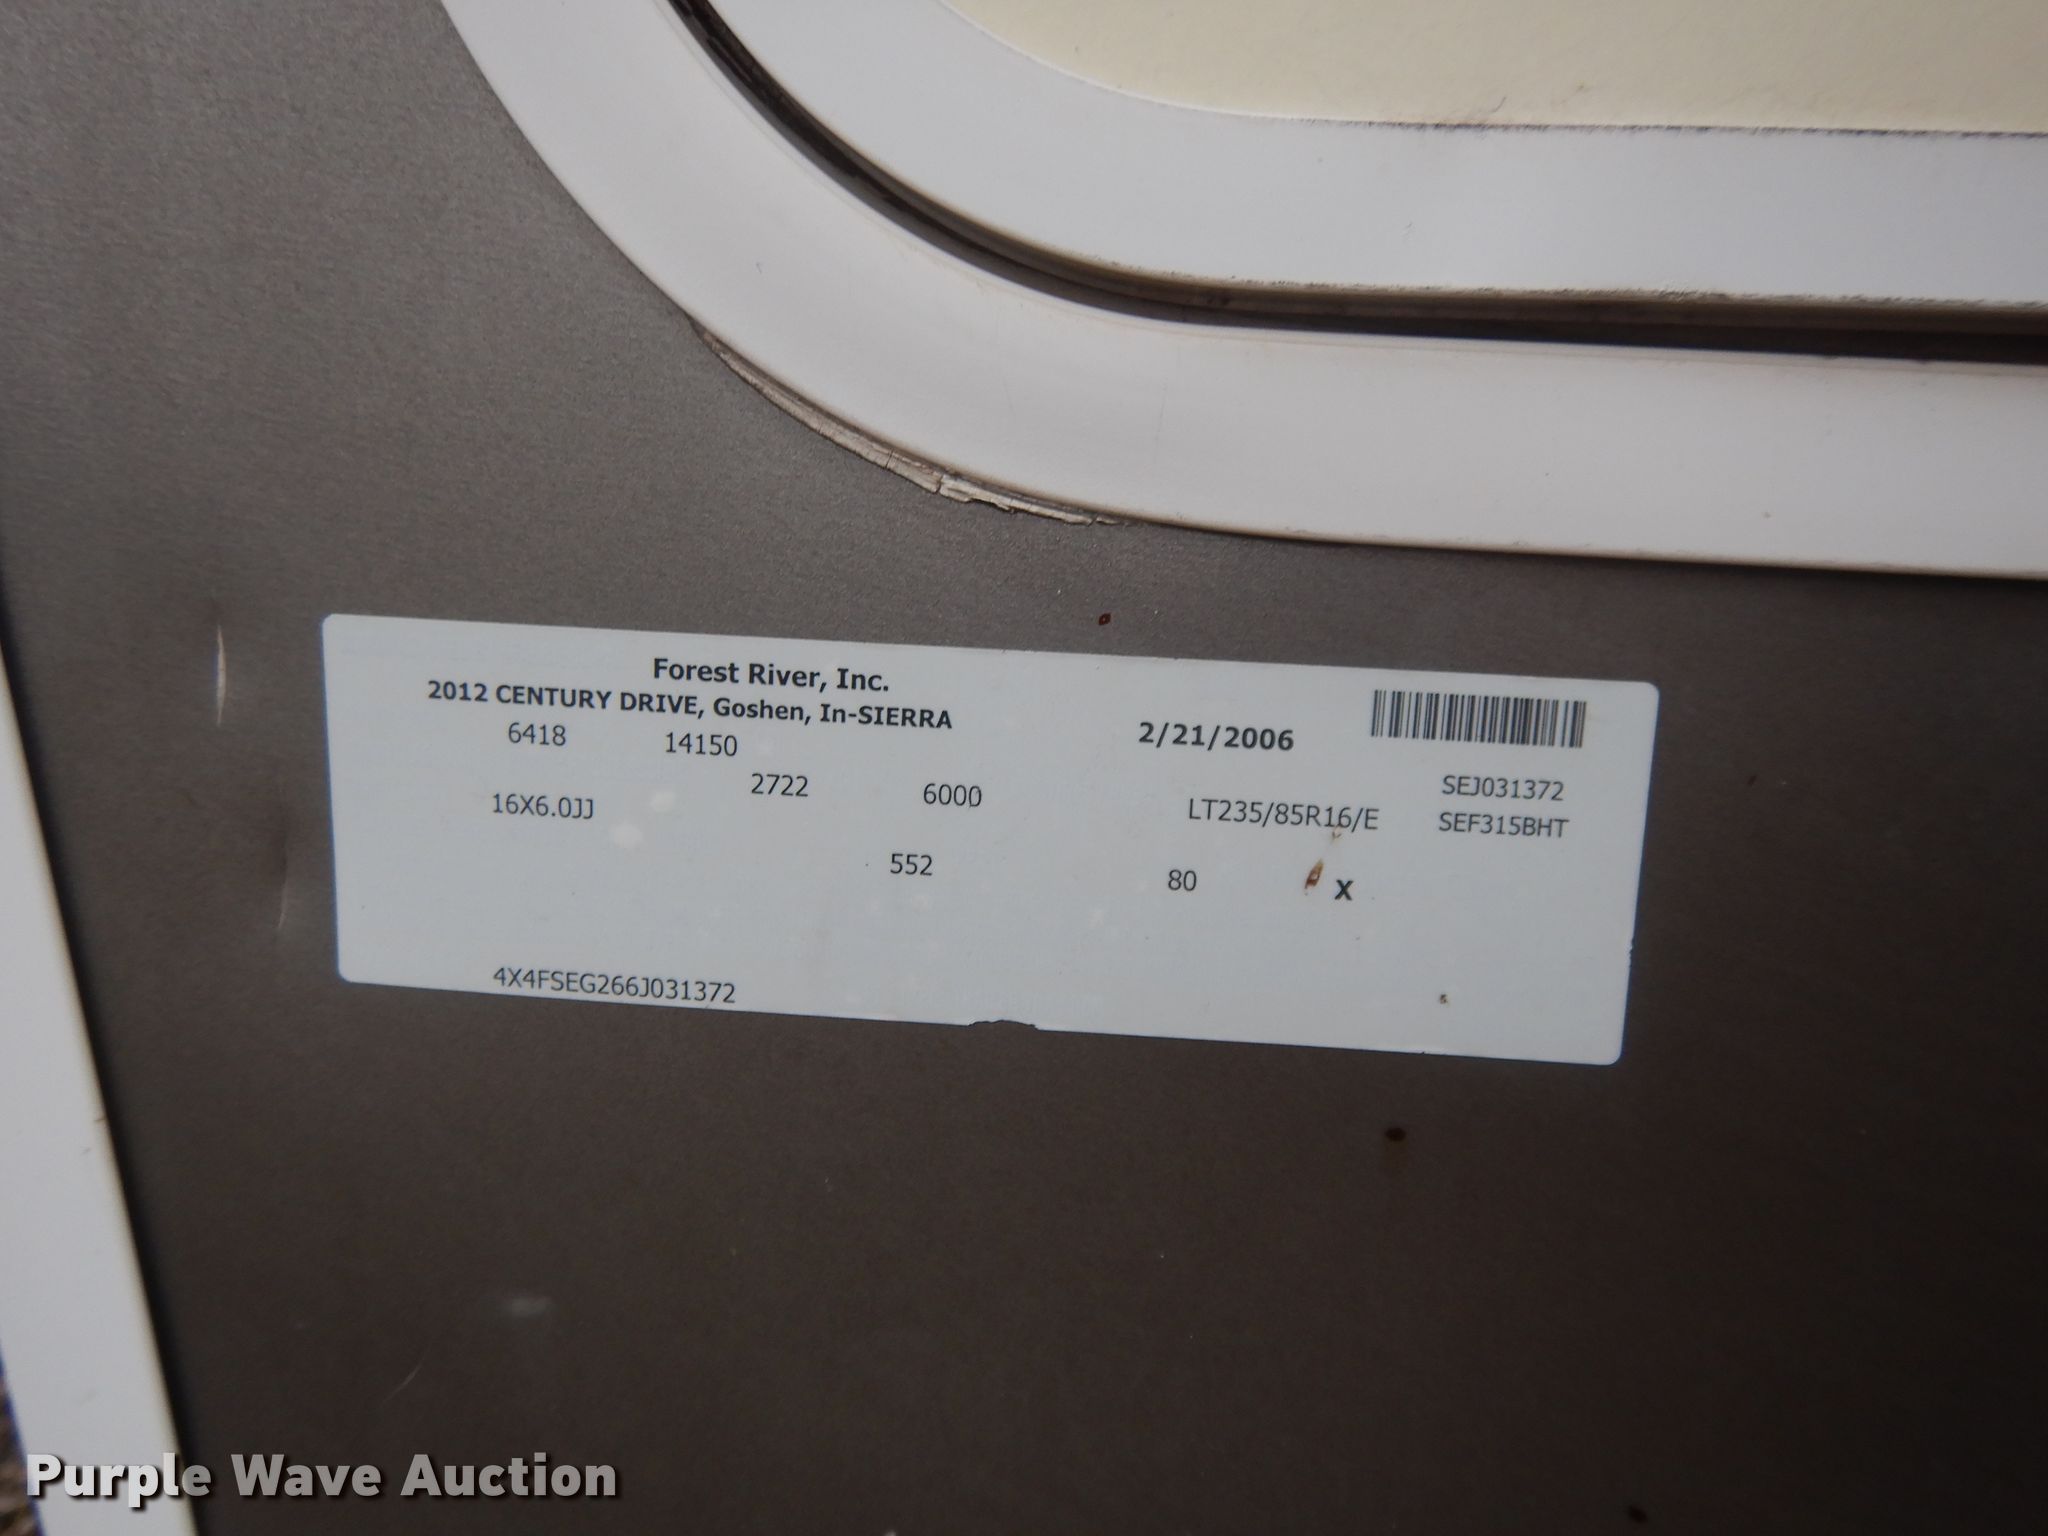 Forest River, Inc.
2012 CENTURY DRIVE, Goshen, In-SIERRA
2/21/2006
6418 14150
2722 6000
SEJ031372
16X6.0JJ LT235/85R16/E SEF315BHT
552 80 X
4X4FSEG266J031372
Purple Wave Auction